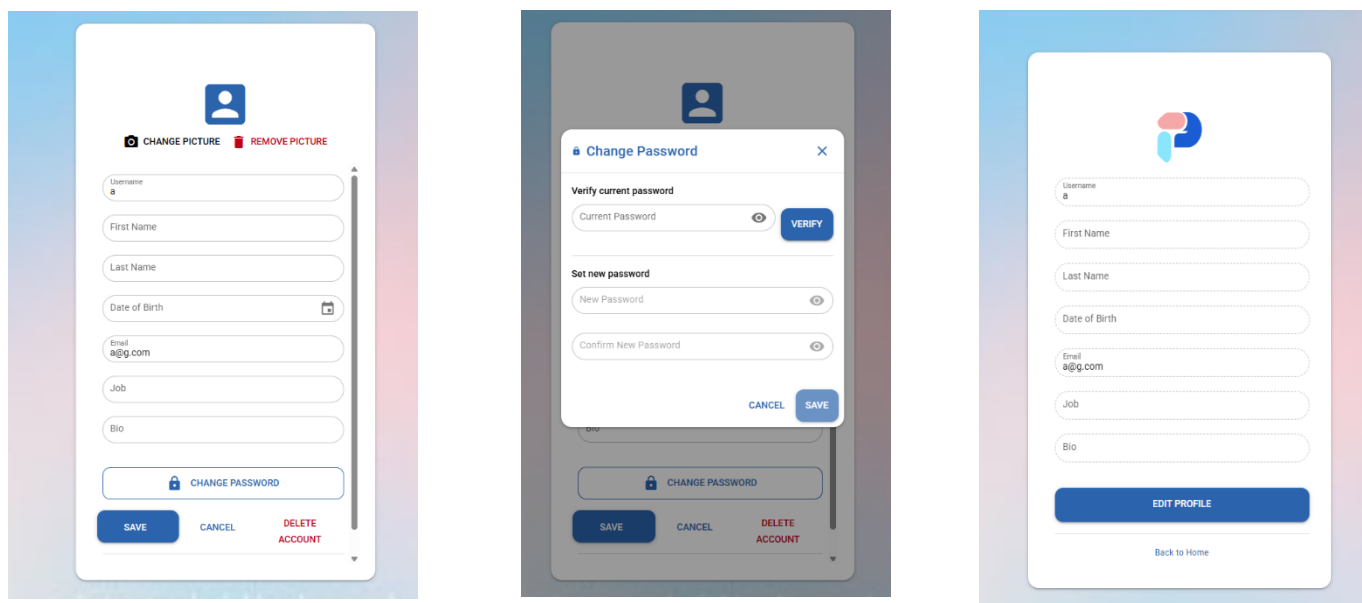 CHANGE PICTURE REMOVE PICTURE
Username
a
First Name
Last Name
Date of Birth
Email
a@g.com
Job
Bio
CHANGE PASSWORD
SAVE CANCEL DELETE
ACCOUNT
Change Password
Verify current password
Current Password VERIFY
Set new password
New Password
Confirm New Password
CANCEL SAVE
Bio
CHANGE PASSWORD
SAVE CANCEL DELETE
ACCOUNT
Username
a
First Name
Last Name
Date of Birth
Email
a@g.com
Job
Bio
EDIT PROFILE
Back to Home